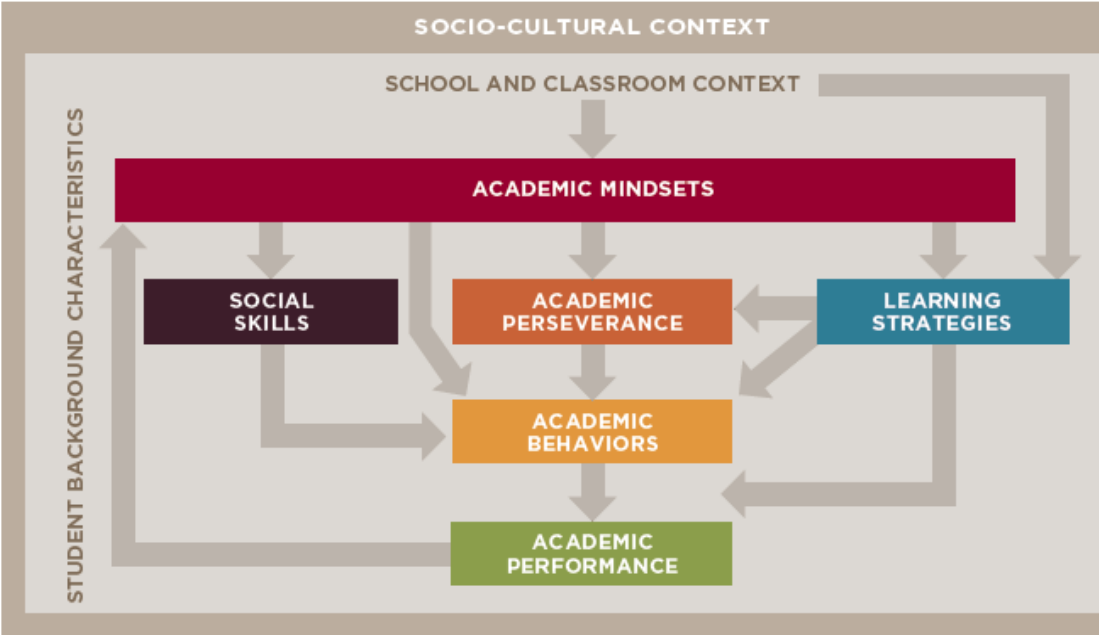 SOCIO-CULTURAL CONTEXT
SCHOOL AND CLASSROOM CONTEXT
STUDENT BACKGROUND CHARACTERISTICS
ACADEMIC MINDSETS
SOCIAL
SKILLS
ACADEMIC
PERSEVERANCE
LEARNING
STRATEGIES
ACADEMIC
BEHAVIORS
ACADEMIC
PERFORMANCE